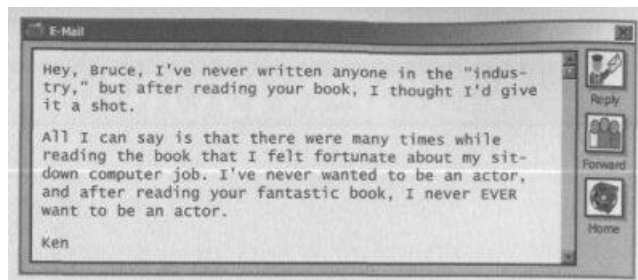 E-Mail
Hey, Bruce, I've never written anyone in the "indus-
try," but after reading your book, I thought I'd give
it a shot.
All I can say is that there were many times while
reading the book that I felt fortunate about my sit-
down computer job. I've never wanted to be an actor,
and after reading your fantastic book, I never EVER
want to be an actor.
Ken
Reply
Forward
Home